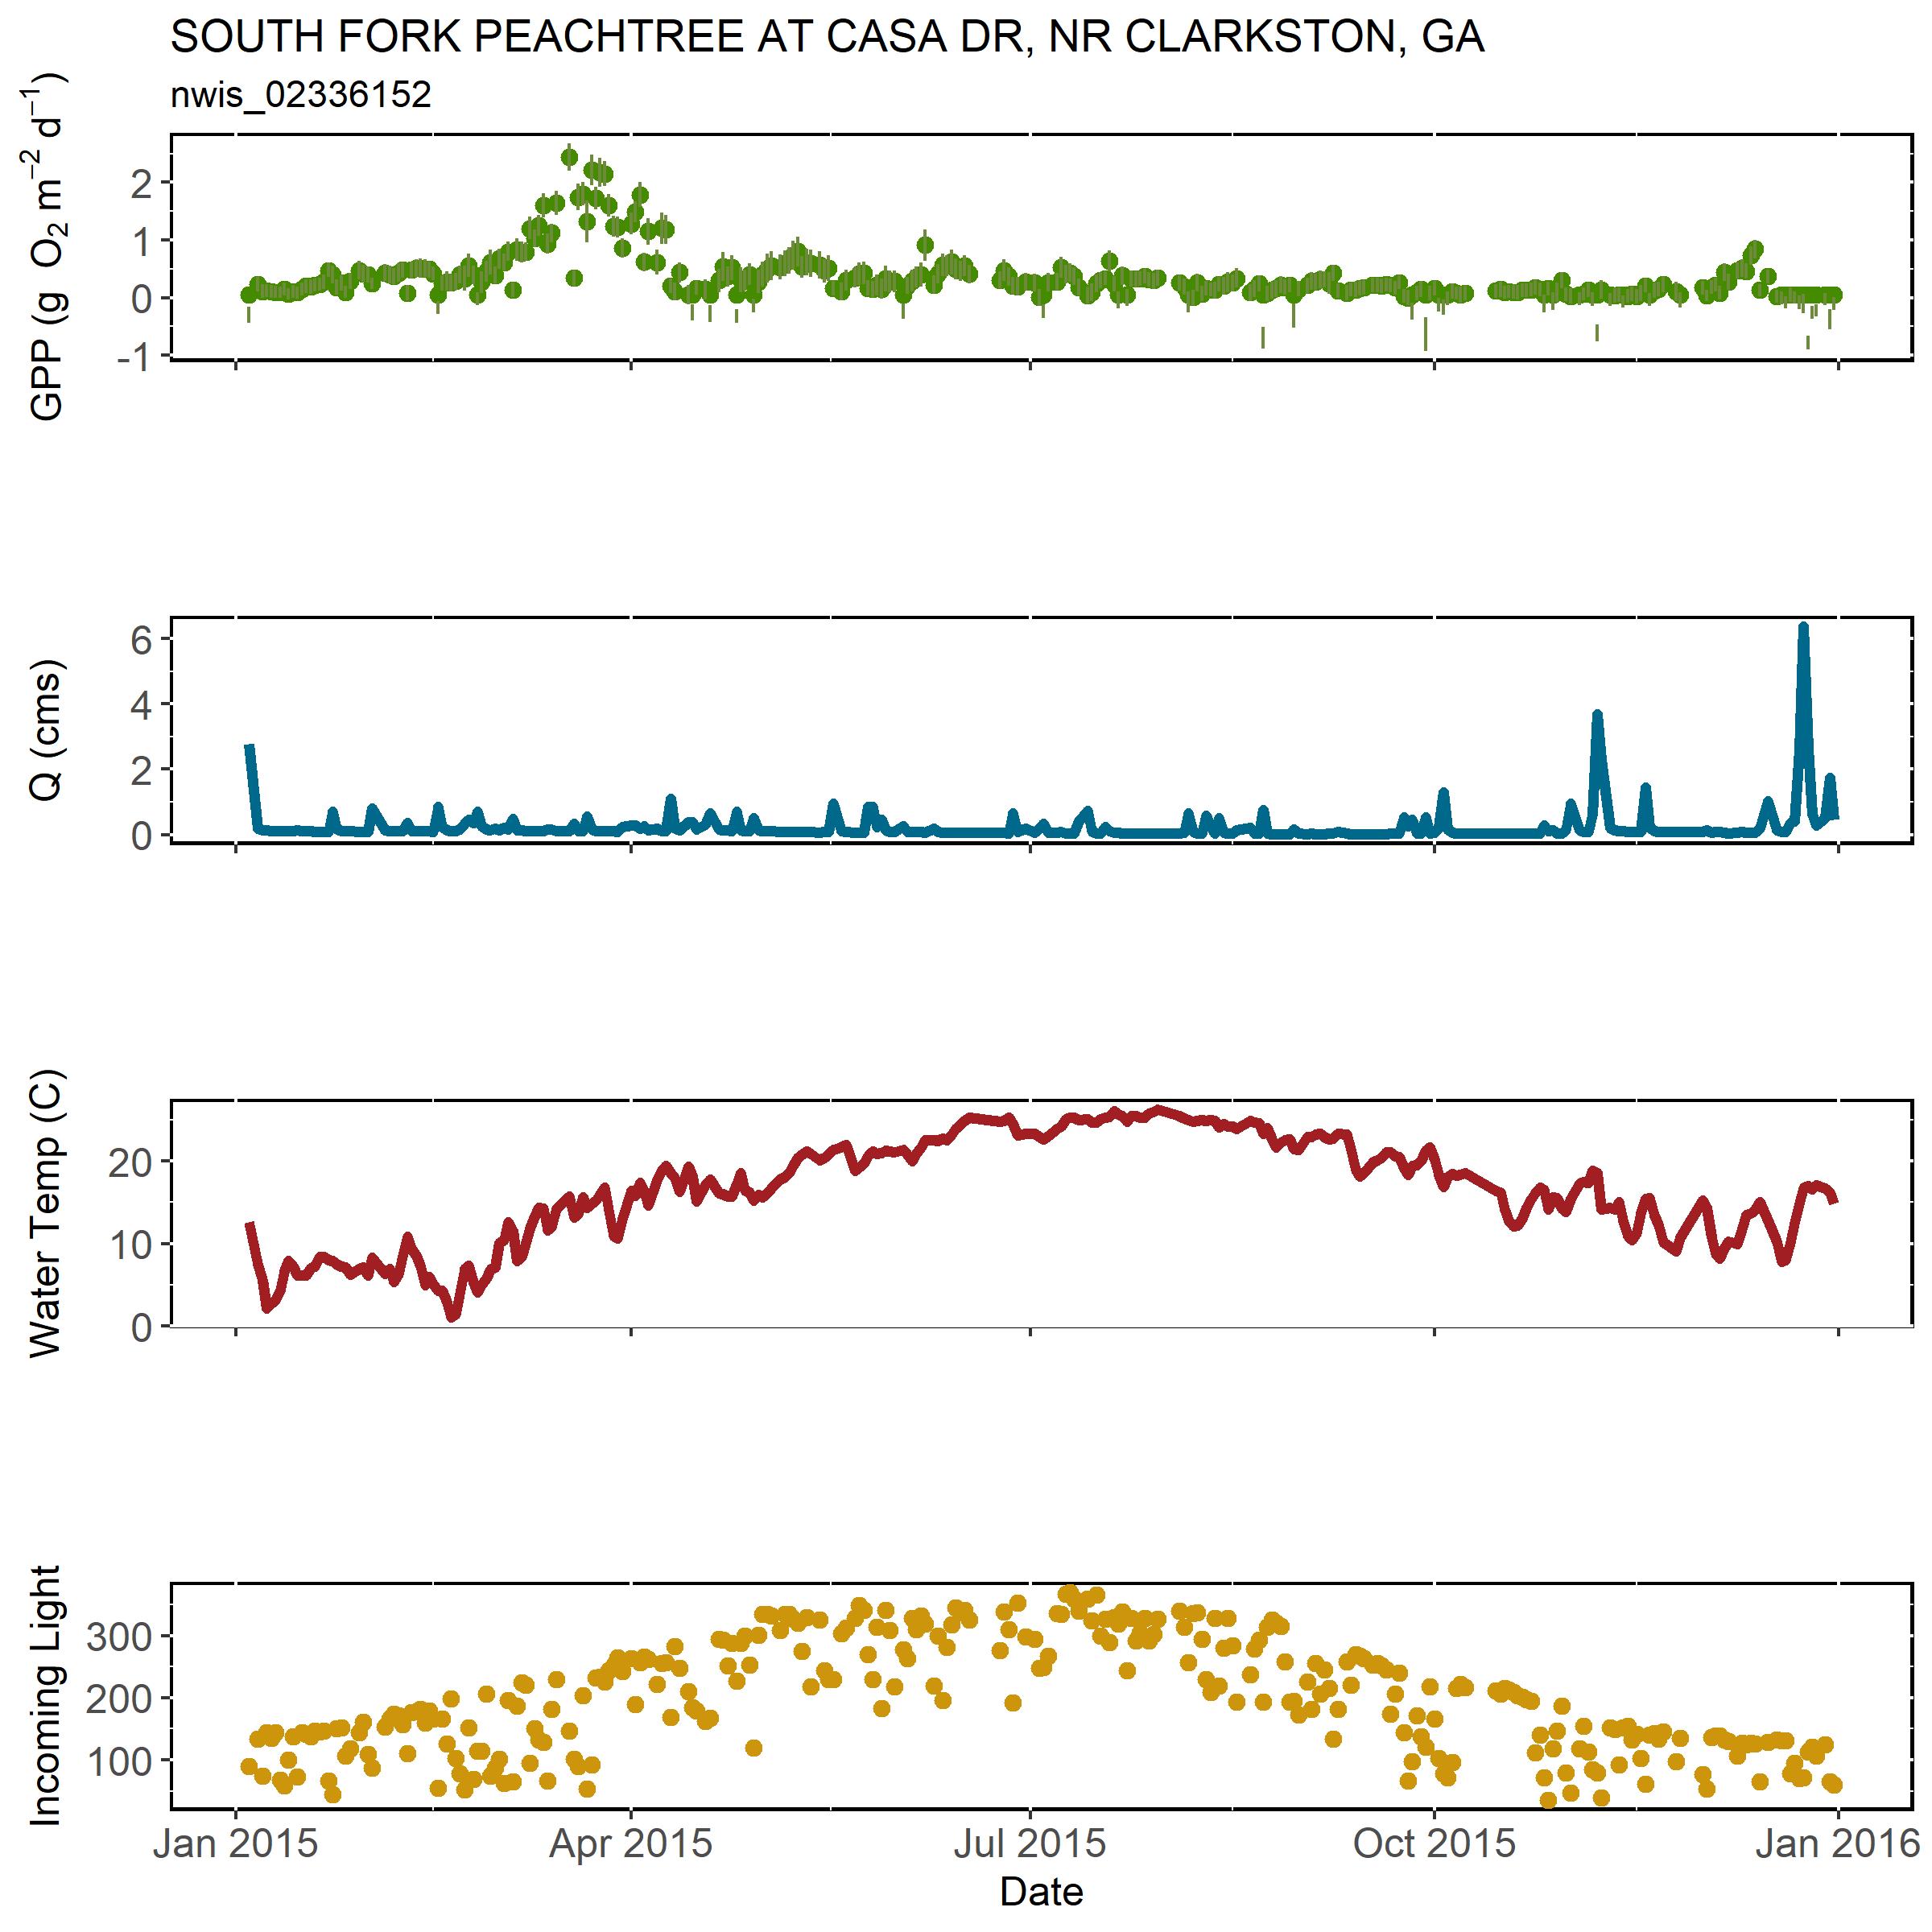 SOUTH FORK PEACHTREE AT CASA DR, NR CLARKSTON, GA
nwis_02336152
GPP (g O₂ m⁻² d⁻¹)
2
1
0
-1
Q (cms)
6
4
2
0
Water Temp (C)
20
10
0
Incoming Light
300
200
100
Jan 2015 Apr 2015 Jul 2015 Oct 2015 Jan 2016
Date